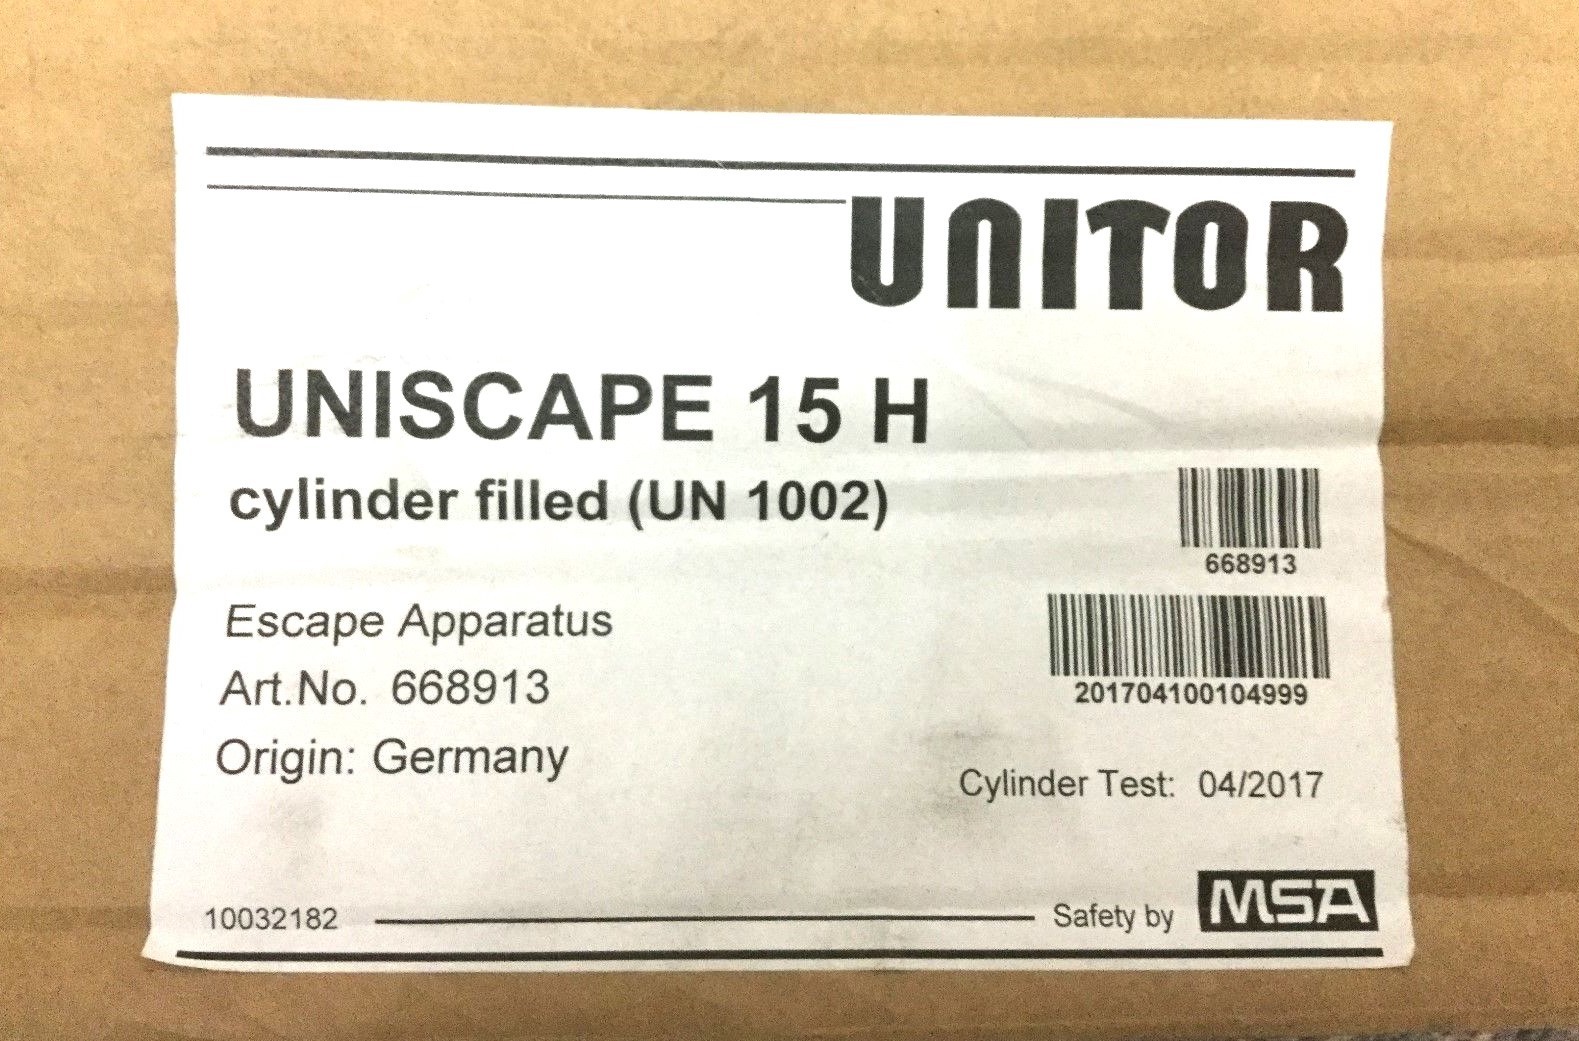 UNITOR
UNISCAPE 15 H
cylinder filled (UN 1002)
668913
Escape Apparatus
Art.No. 668913
201704100104999
Origin: Germany
Cylinder Test: 04/2017
10032182
Safety by MSA